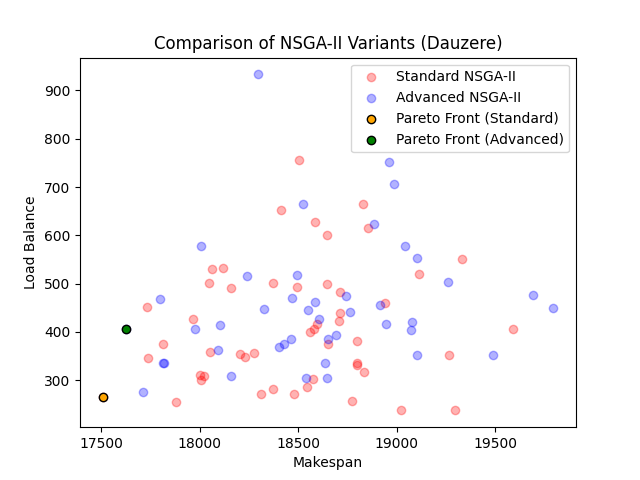 Comparison of NSGA-II Variants (Dauzere)
Standard NSGA-II
Advanced NSGA-II
Pareto Front (Standard)
Pareto Front (Advanced)
Load Balance
900
800
700
600
500
400
300
17500 18000 18500 19000 19500
Makespan